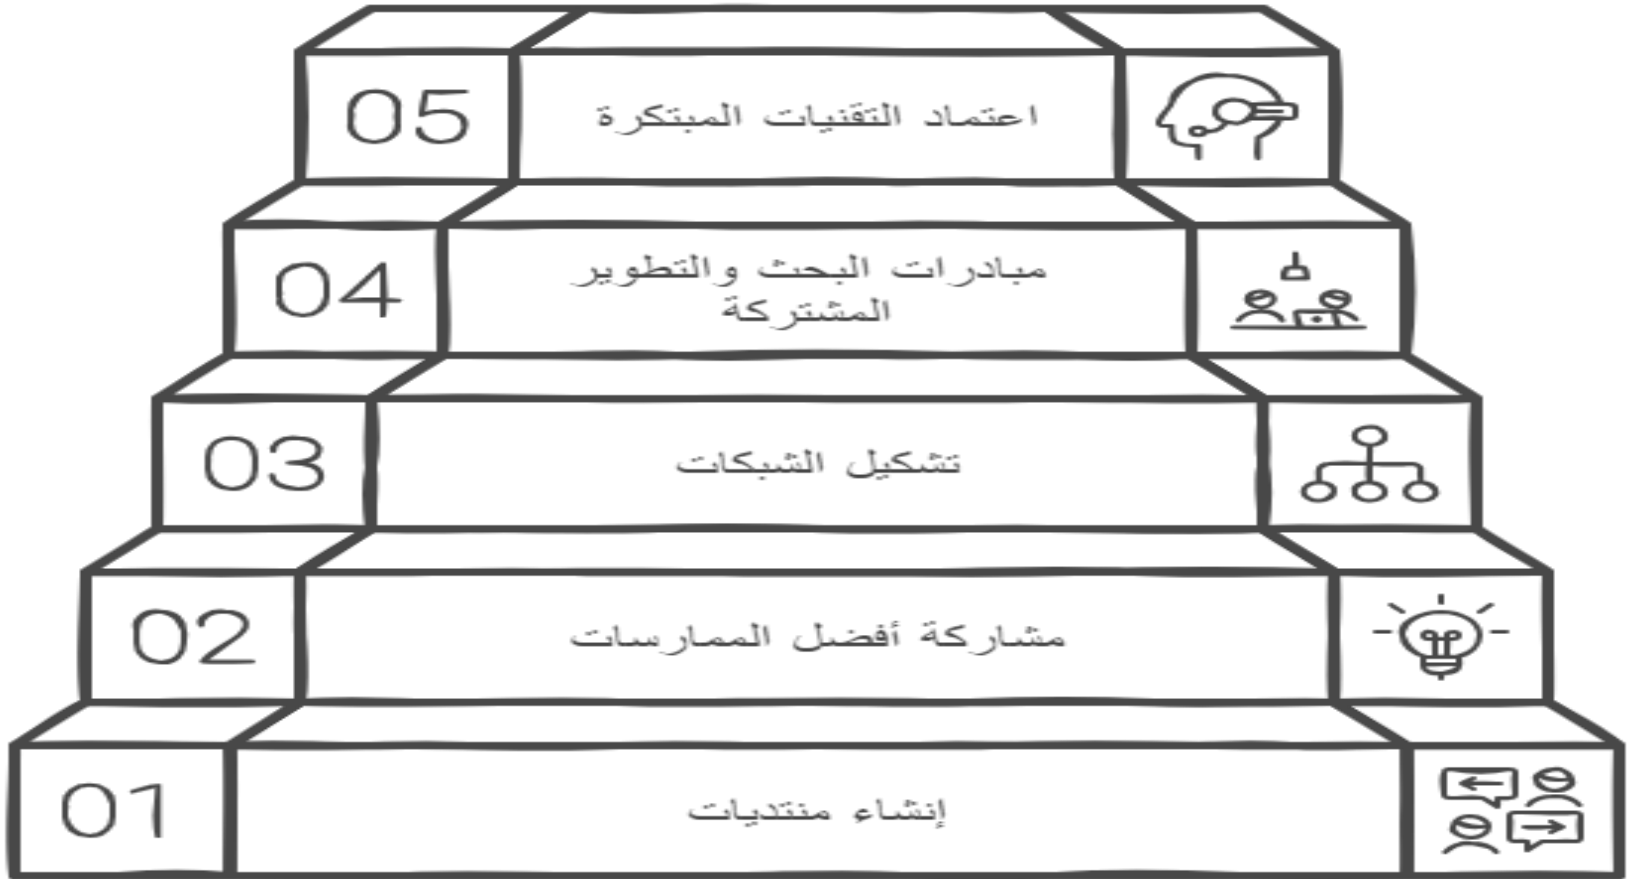 05
اعتماد التقنيات المبتكرة
04
مبادرات البحث والتطوير
المشتركة
03
تشكيل الشبكات
02
مشاركة أفضل الممارسات
01
إنشاء منتديات